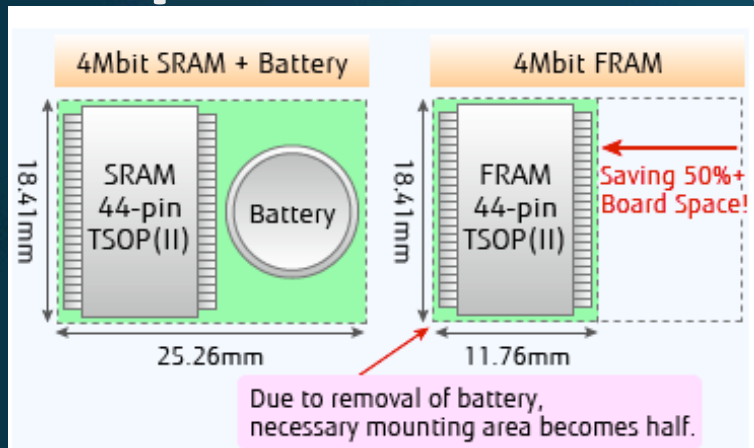 4Mbit SRAM + Battery
4Mbit FRAM
18.41mm
SRAM
44-pin
TSOP(II)
Battery
25.26mm
18.41mm
FRAM
44-pin
TSOP(II)
11.76mm
Saving 50%+
Board Space!
Due to removal of battery,
necessary mounting area becomes half.